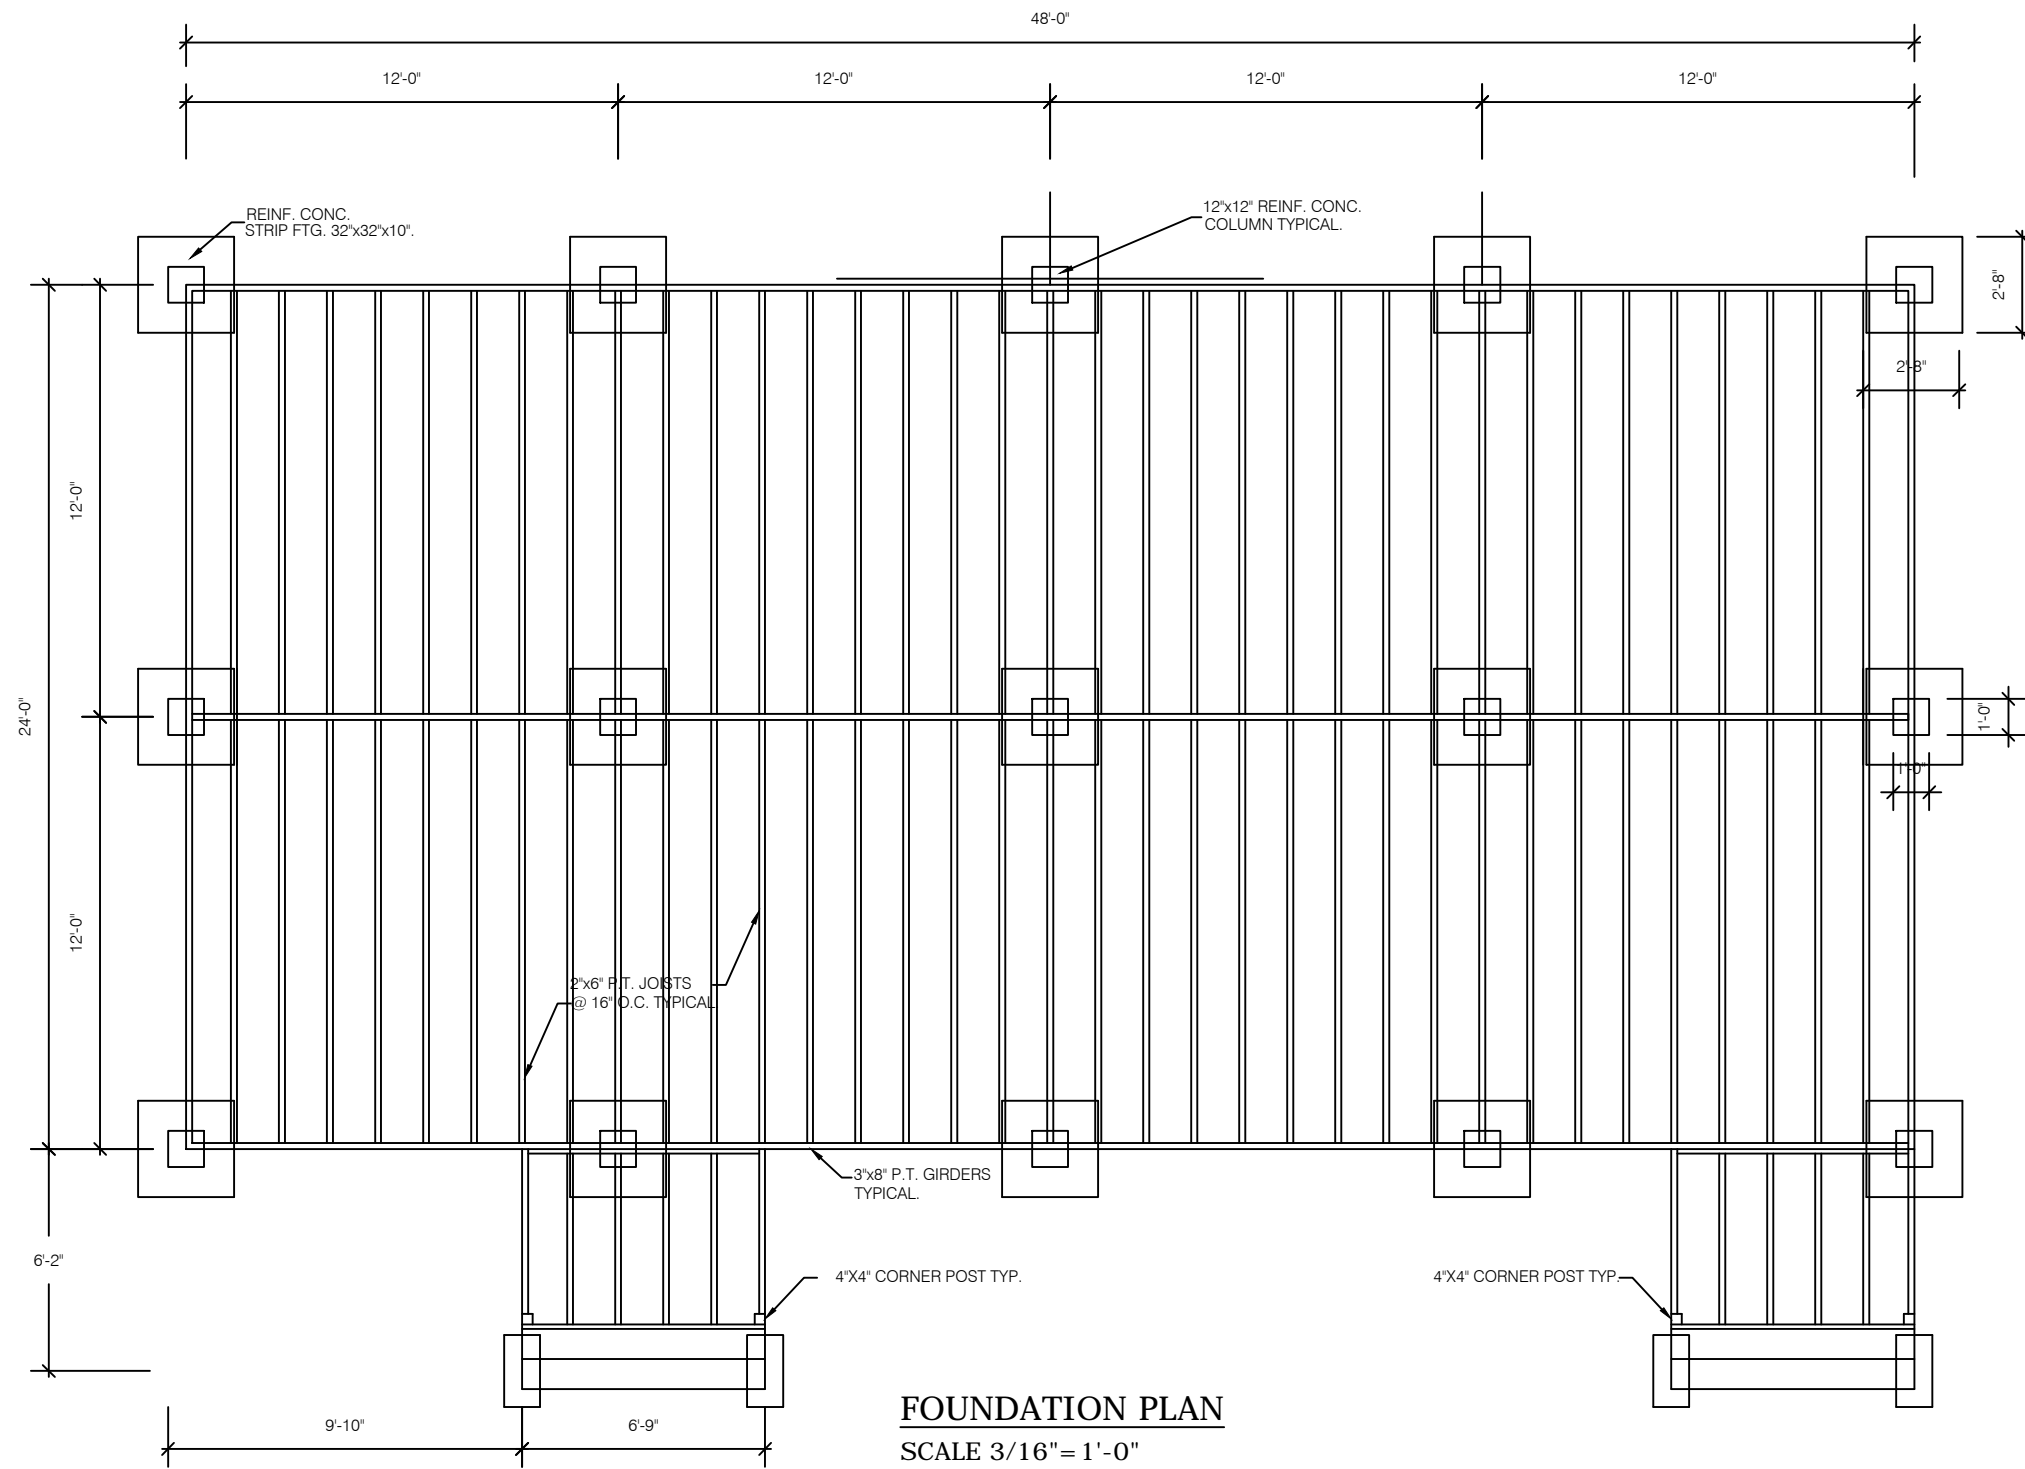 48'-0"
12'-0"
12'-0"
12'-0"
12'-0"
REINF. CONC.
STRIP FTG. 32"x32"x10".
12"x12" REINF. CONC.
COLUMN TYPICAL.
2'-8"
2'-8"
12'-0"
24'-0"
1'-0"
1'-0"
12'-0"
2"x6" P.T. JOISTS
@ 16" O.C. TYPICAL
3"x8" P.T. GIRDERS
TYPICAL.
6'-2"
4"X4" CORNER POST TYP.
4"X4" CORNER POST TYP.
9'-10"
6'-9"
FOUNDATION PLAN
SCALE 3/16"=1'-0"